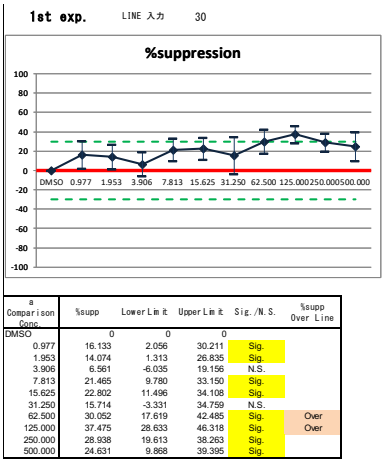 1st exp. LINE 入力 30
%suppression
100
80
60
40
20
0
DMSO 0.977 1.953 3.906 7.813 15.625 31.250 62.500 125.000 250.000 500.000
-20
-40
-60
-80
-100
a Comparison Conc. %supp Lower Limit Upper Limit Sig./N.S. %supp Over Line
DMSO 0 0 0
0.977 16.133 2.056 30.211 Sig.
1.953 14.074 1.313 26.835 Sig.
3.906 6.561 -6.035 19.156 N.S.
7.813 21.465 9.780 33.150 Sig.
15.625 22.802 11.496 34.108 Sig.
31.250 15.714 -3.331 34.759 N.S.
62.500 30.052 17.619 42.485 Sig. Over
125.000 37.475 28.633 46.318 Sig. Over
250.000 28.938 19.613 38.263 Sig.
500.000 24.631 9.868 39.395 Sig.